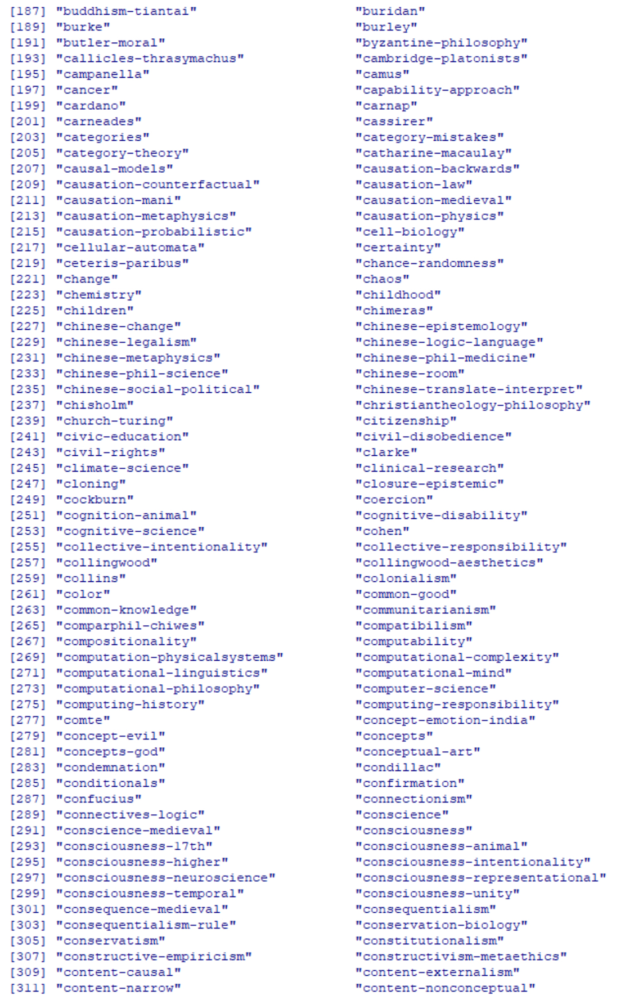 [187] "buddhism-tiantai" "buridan"
[189] "burke" "burley"
[191] "butler-moral" "byzantine-philosophy"
[193] "callicles-thrasymachus" "cambridge-platonists"
[195] "campanella" "camus"
[197] "cancer" "capability-approach"
[199] "cardano" "carnap"
[201] "carneades" "cassirer"
[203] "categories" "category-mistakes"
[205] "category-theory" "catharine-macaulay"
[207] "causal-models" "causation-backwards"
[209] "causation-counterfactual" "causation-law"
[211] "causation-mani" "causation-medieval"
[213] "causation-metaphysics" "causation-physics"
[215] "causation-probabilistic" "cell-biology"
[217] "cellular-automata" "certainty"
[219] "ceteris-paribus" "chance-randomness"
[221] "change" "chaos"
[223] "chemistry" "childhood"
[225] "children" "chimeras"
[227] "chinese-change" "chinese-epistemology"
[229] "chinese-legalism" "chinese-logic-language"
[231] "chinese-metaphysics" "chinese-phil-medicine"
[233] "chinese-phil-science" "chinese-room"
[235] "chinese-social-political" "chinese-translate-interpret"
[237] "chisholm" "christiantheology-philosophy"
[239] "church-turing" "citizenship"
[241] "civic-education" "civil-disobedience"
[243] "civil-rights" "clarke"
[245] "climate-science" "clinical-research"
[247] "cloning" "closure-epistemic"
[249] "cockburn" "coercion"
[251] "cognition-animal" "cognitive-disability"
[253] "cognitive-science" "cohen"
[255] "collective-intentionality" "collective-responsibility"
[257] "collingwood" "collingwood-aesthetics"
[259] "collins" "colonialism"
[261] "color" "common-good"
[263] "common-knowledge" "communitarianism"
[265] "comparphil-chiwes" "compatibilism"
[267] "compositionality" "computability"
[269] "computation-physicalsystems" "computational-complexity"
[271] "computational-linguistics" "computational-mind"
[273] "computational-philosophy" "computer-science"
[275] "computing-history" "computing-responsibility"
[277] "comte" "concept-emotion-india"
[279] "concept-evil" "concepts"
[281] "concepts-god" "conceptual-art"
[283] "condemnation" "condillac"
[285] "conditionals" "confirmation"
[287] "confucius" "connectionism"
[289] "connectives-logic" "conscience"
[291] "conscience-medieval" "consciousness"
[293] "consciousness-17th" "consciousness-animal"
[295] "consciousness-higher" "consciousness-intentionality"
[297] "consciousness-neuroscience" "consciousness-representational"
[299] "consciousness-temporal" "consciousness-unity"
[301] "consequence-medieval" "consequentialism"
[303] "consequentialism-rule" "conservation-biology"
[305] "conservatism" "constitutionalism"
[307] "constructive-empiricism" "constructivism-metaethics"
[309] "content-causal" "content-externalism"
[311] "content-narrow" "content-nonconceptual"